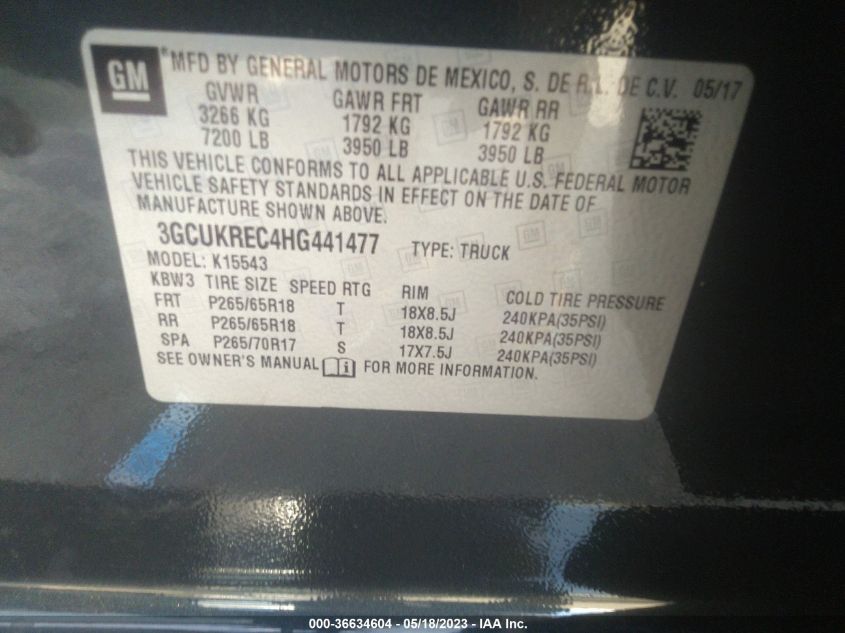 GM
MFD BY GENERAL MOTORS DE MEXICO, S. DE R.L. DE C.V. 05/17
GVWR GAWR FRT GAWR RR
3266 KG 1792 KG 1792 KG
7200 LB 3950 LB 3950 LB
THIS VEHICLE CONFORMS TO ALL APPLICABLE U.S. FEDERAL MOTOR
VEHICLE SAFETY STANDARDS IN EFFECT ON THE DATE OF
MANUFACTURE SHOWN ABOVE.
3GCUKREC4HG441477 TYPE: TRUCK
MODEL: K15543
KBW3 TIRE SIZE SPEED RTG RIM COLD TIRE PRESSURE
FRT P265/65R18 T 18X8.5J 240KPA(35PSI)
RR P265/65R18 T 18X8.5J 240KPA(35PSI)
SPA P265/70R17 S 17X7.5J 240KPA(35PSI)
SEE OWNER'S MANUAL FOR MORE INFORMATION.
000-36634604 - 05/18/2023 - IAA Inc.